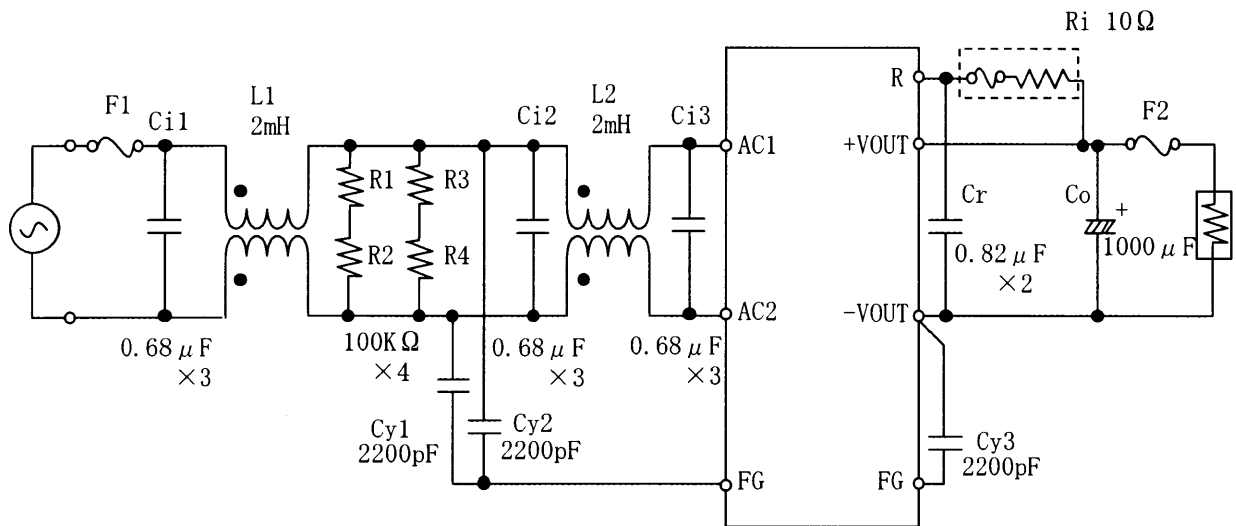 Ri 10Ω
F1
Ci1
L1
2mH
Ci2
L2
2mH
Ci3
R
F2
AC1
+VOUT
R1
R3
Cr
Co
+
R2
R4
0.82μF
×2
1000μF
AC2
-VOUT
0.68μF
×3
100KΩ
×4
0.68μF
×3
0.68μF
×3
Cy1
2200pF
Cy2
2200pF
Cy3
2200pF
FG
FG